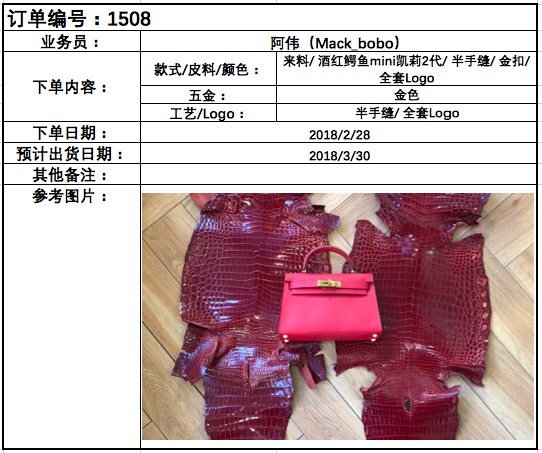 订单编号：1508
业务员： 阿伟（Mack_bobo）
下单内容： 款式/皮料/颜色： 来料/ 酒红鳄鱼mini凯莉2代/ 半手缝/ 金扣/
全套Logo
五金： 金色
工艺/Logo： 半手缝/ 全套Logo
下单日期： 2018/2/28
预计出货日期： 2018/3/30
其他备注：
参考图片：